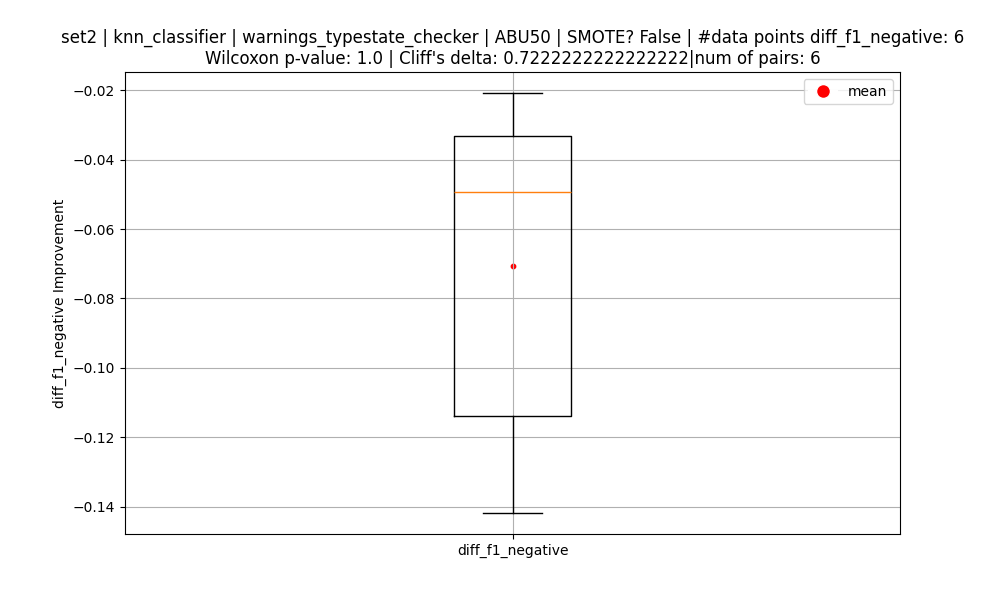 set2 | knn_classifier | warnings_typestate_checker | ABU50 | SMOTE? False | #data points diff_f1_negative: 6
Wilcoxon p-value: 1.0 | Cliff's delta: 0.7222222222222222|num of pairs: 6
mean
−0.02
−0.04
−0.06
−0.08
−0.10
−0.12
−0.14
diff_f1_negative Improvement
diff_f1_negative